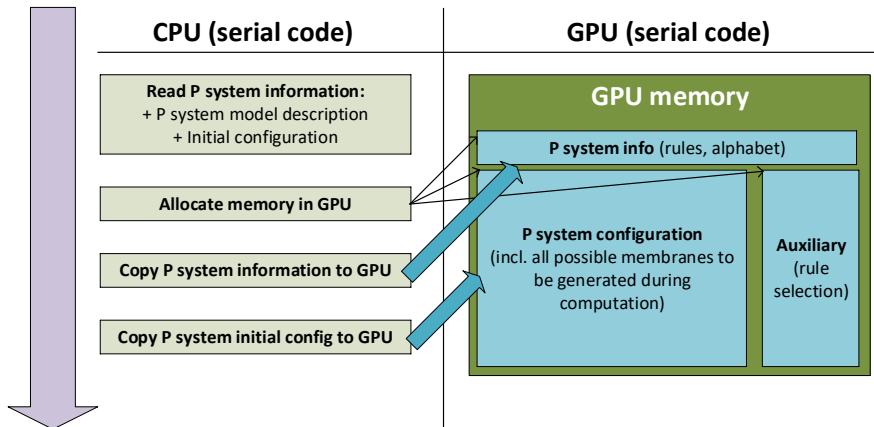 CPU (serial code)
GPU (serial code)
Read P system information:
+ P system model description
+ Initial configuration
Allocate memory in GPU
Copy P system information to GPU
Copy P system initial config to GPU
GPU memory
P system info (rules, alphabet)
P system configuration
(incl. all possible membranes to
be generated during
computation)
Auxiliary
(rule
selection)